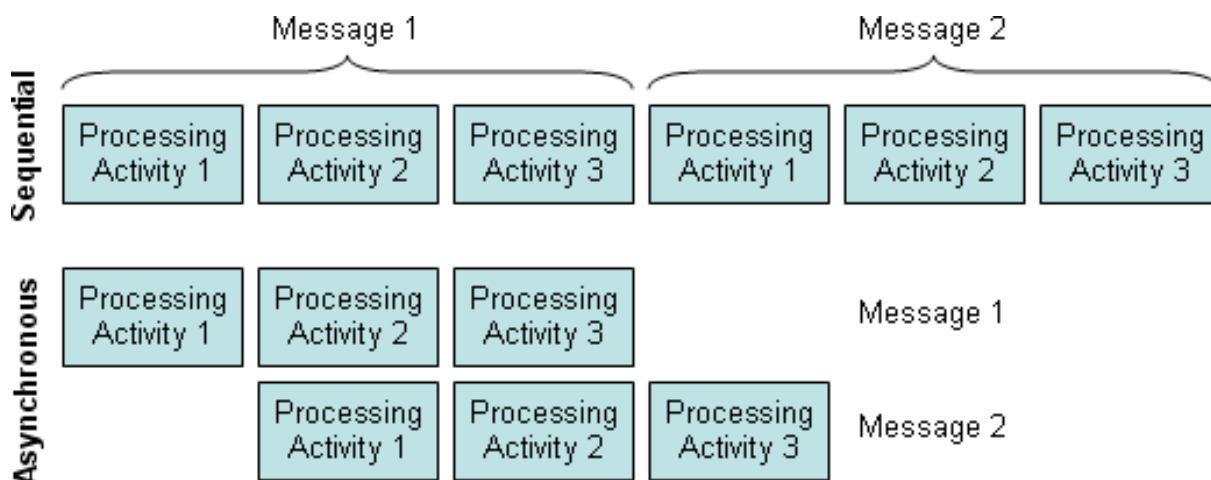 Message 1
Message 2
Sequential
Processing
Activity 1
Processing
Activity 2
Processing
Activity 3
Processing
Activity 1
Processing
Activity 2
Processing
Activity 3
Asynchronous
Processing
Activity 1
Processing
Activity 2
Processing
Activity 3
Message 1
Processing
Activity 1
Processing
Activity 2
Processing
Activity 3
Message 2